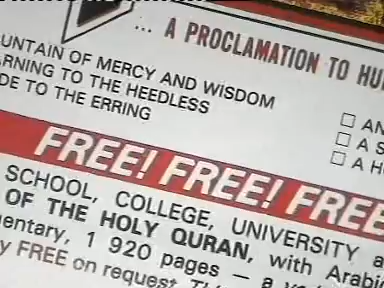 ... A PROCLAMATION TO HU
UNTAIN OF MERCY AND WISDOM
RNING TO THE HEEDLESS
DE TO THE ERRING
AN
A S
A H
FREE! FREE! FREE
SCHOOL, COLLEGE, UNIVERSITY a
OF THE HOLY QURAN, with Arabi
mentary, 1 920 pages – a
y FREE on request.